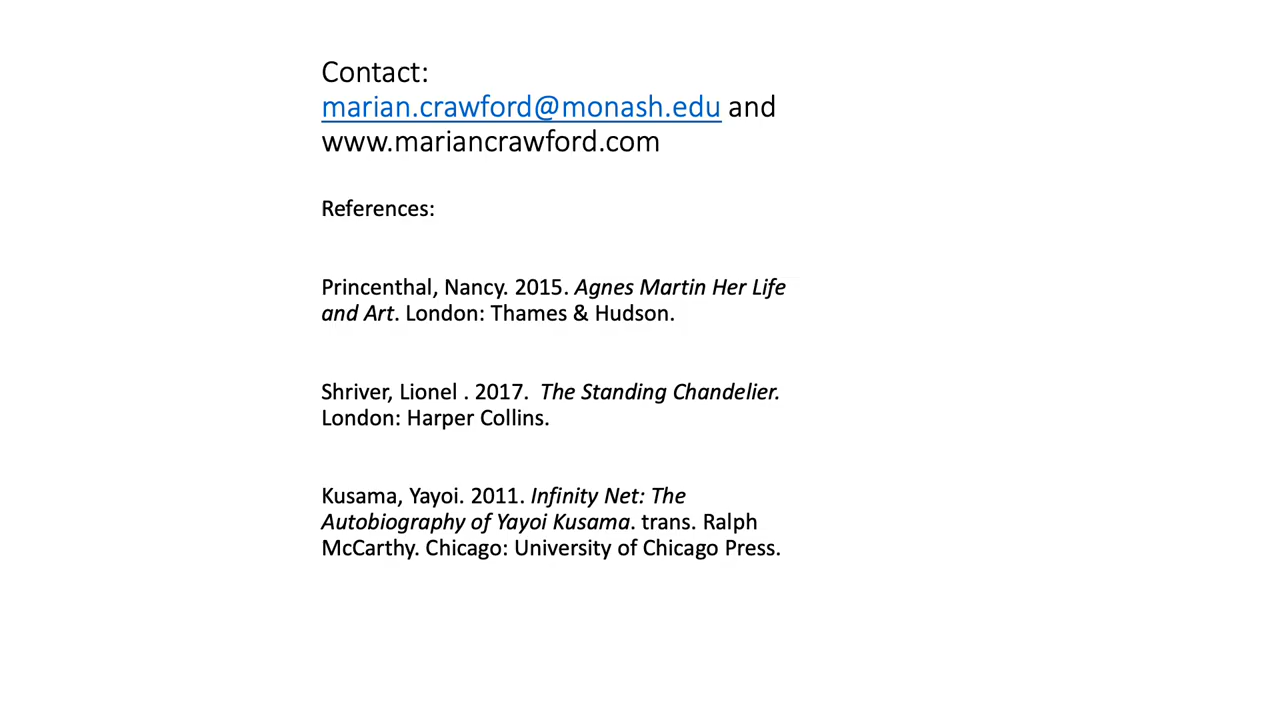 Contact:
marian.crawford@monash.edu and
www.mariancrawford.com
References:
Princenthal, Nancy. 2015. Agnes Martin Her Life
and Art. London: Thames & Hudson.
Shriver, Lionel . 2017.  The Standing Chandelier.
London: Harper Collins.
Kusama, Yayoi. 2011. Infinity Net: The
Autobiography of Yayoi Kusama. trans. Ralph
McCarthy. Chicago: University of Chicago Press.